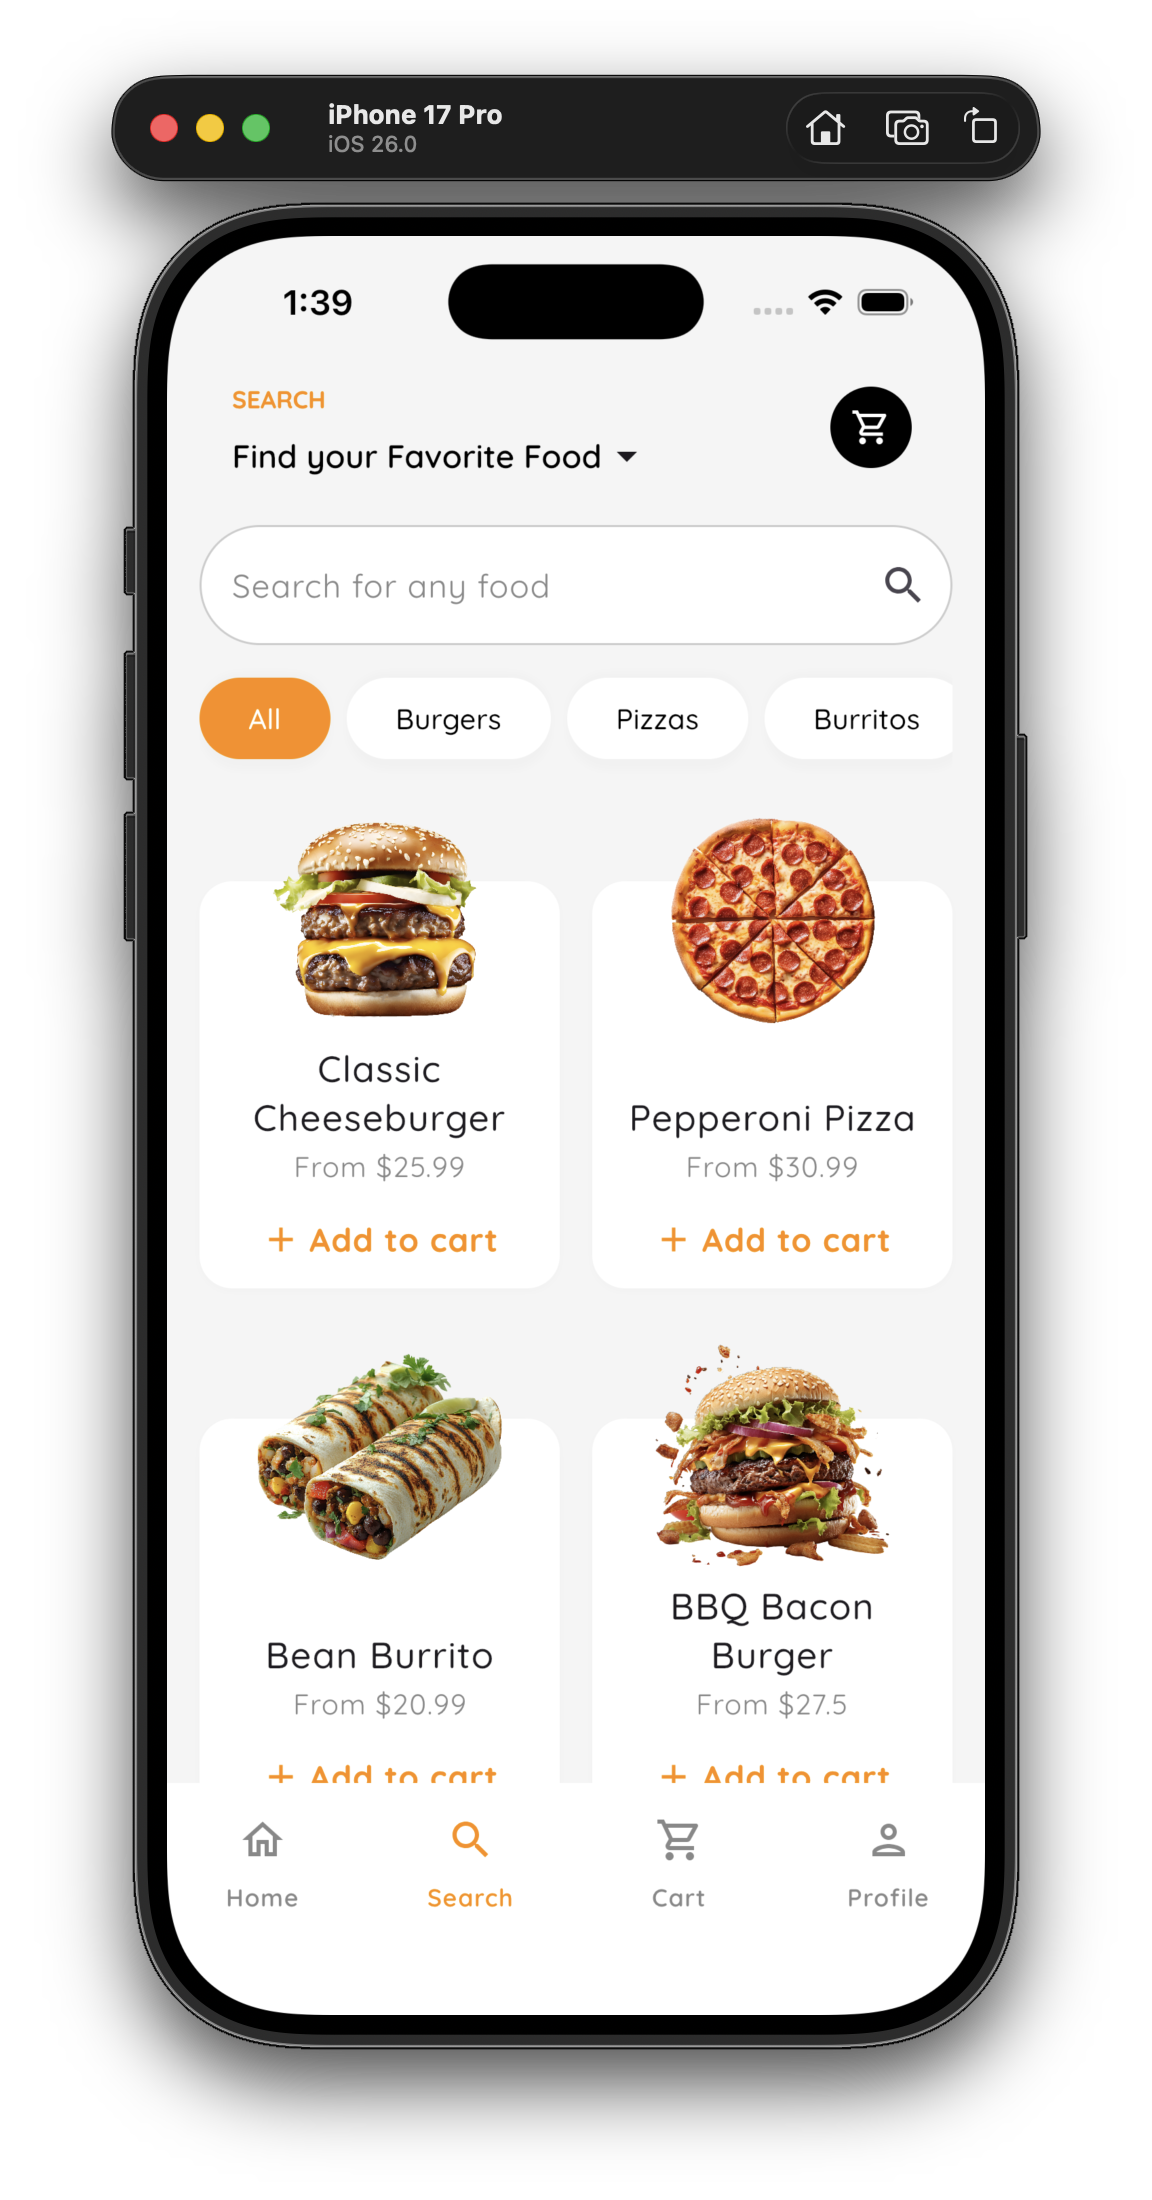 iPhone 17 Pro
iOS 26.0
1:39
SEARCH
Find your Favorite Food
Search for any food
All
Burgers
Pizzas
Burritos
Classic
Cheeseburger
From $25.99
+ Add to cart
Pepperoni Pizza
From $30.99
+ Add to cart
Bean Burrito
From $20.99
+ Add to cart
BBQ Bacon
Burger
From $27.5
+ Add to cart
Home
Search
Cart
Profile